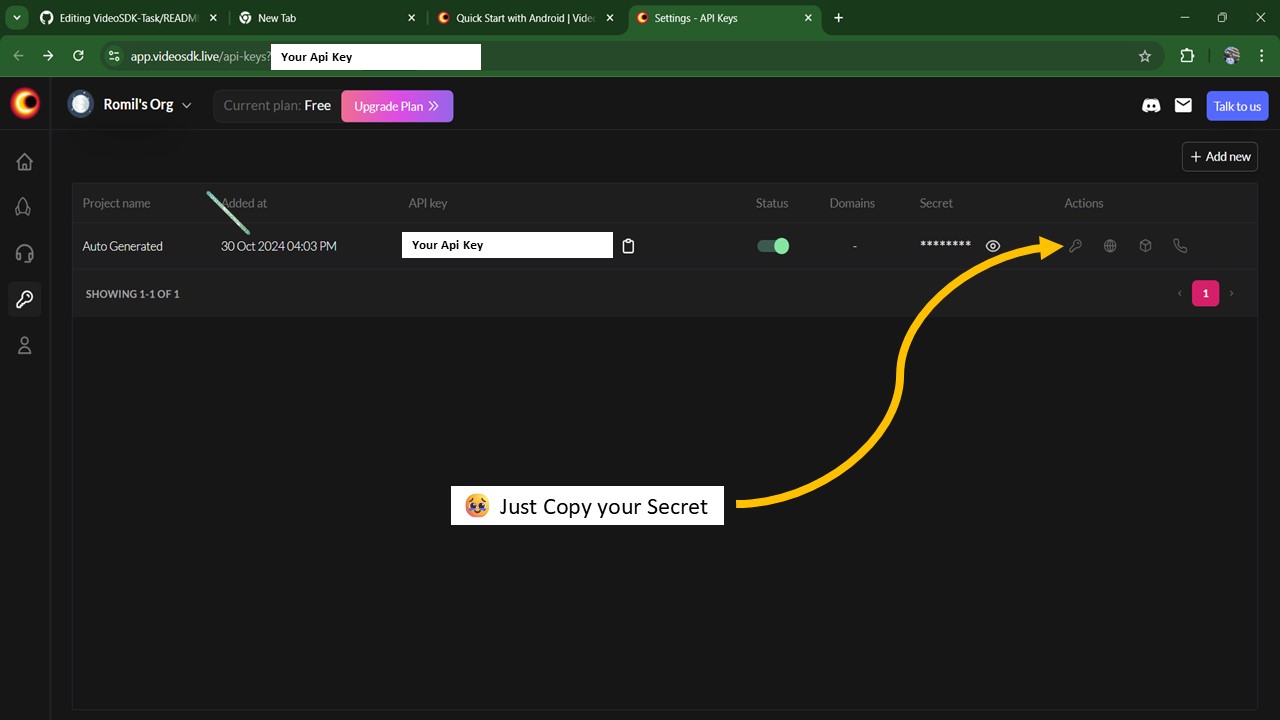 Editing VideoSDK-Task/READM
New Tab
Quick Start with Android | Video
Settings - API Keys
app.videosdk.live/api-keys?
Your Api Key
Romil's Org
Current plan: Free
Upgrade Plan
Talk to us
+ Add new
Project name Added at API key Status Domains Secret Actions
Auto Generated 30 Oct 2024 04:03 PM Your Api Key - ********
SHOWING 1-1 OF 1
‹ 1 ›
Just Copy your Secret